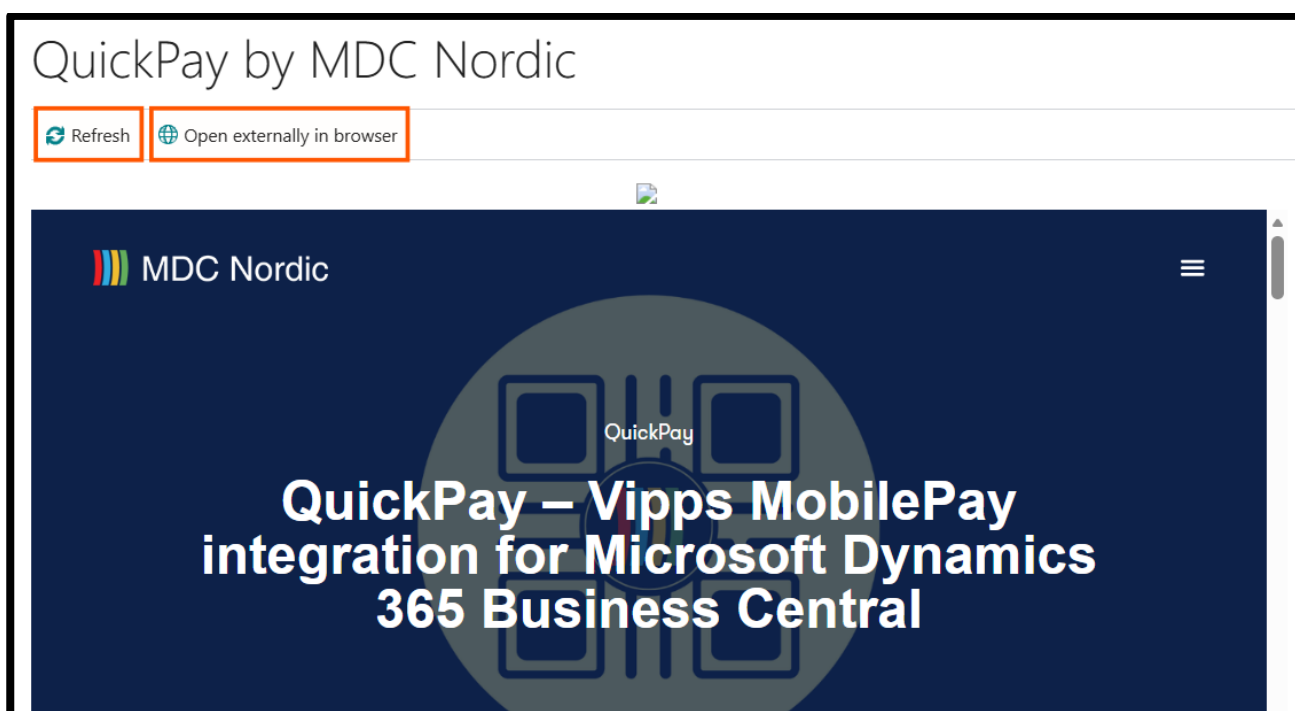 QuickPay by MDC Nordic
Refresh
Open externally in browser
MDC Nordic
QuickPay
QuickPay – Vipps MobilePay
integration for Microsoft Dynamics
365 Business Central